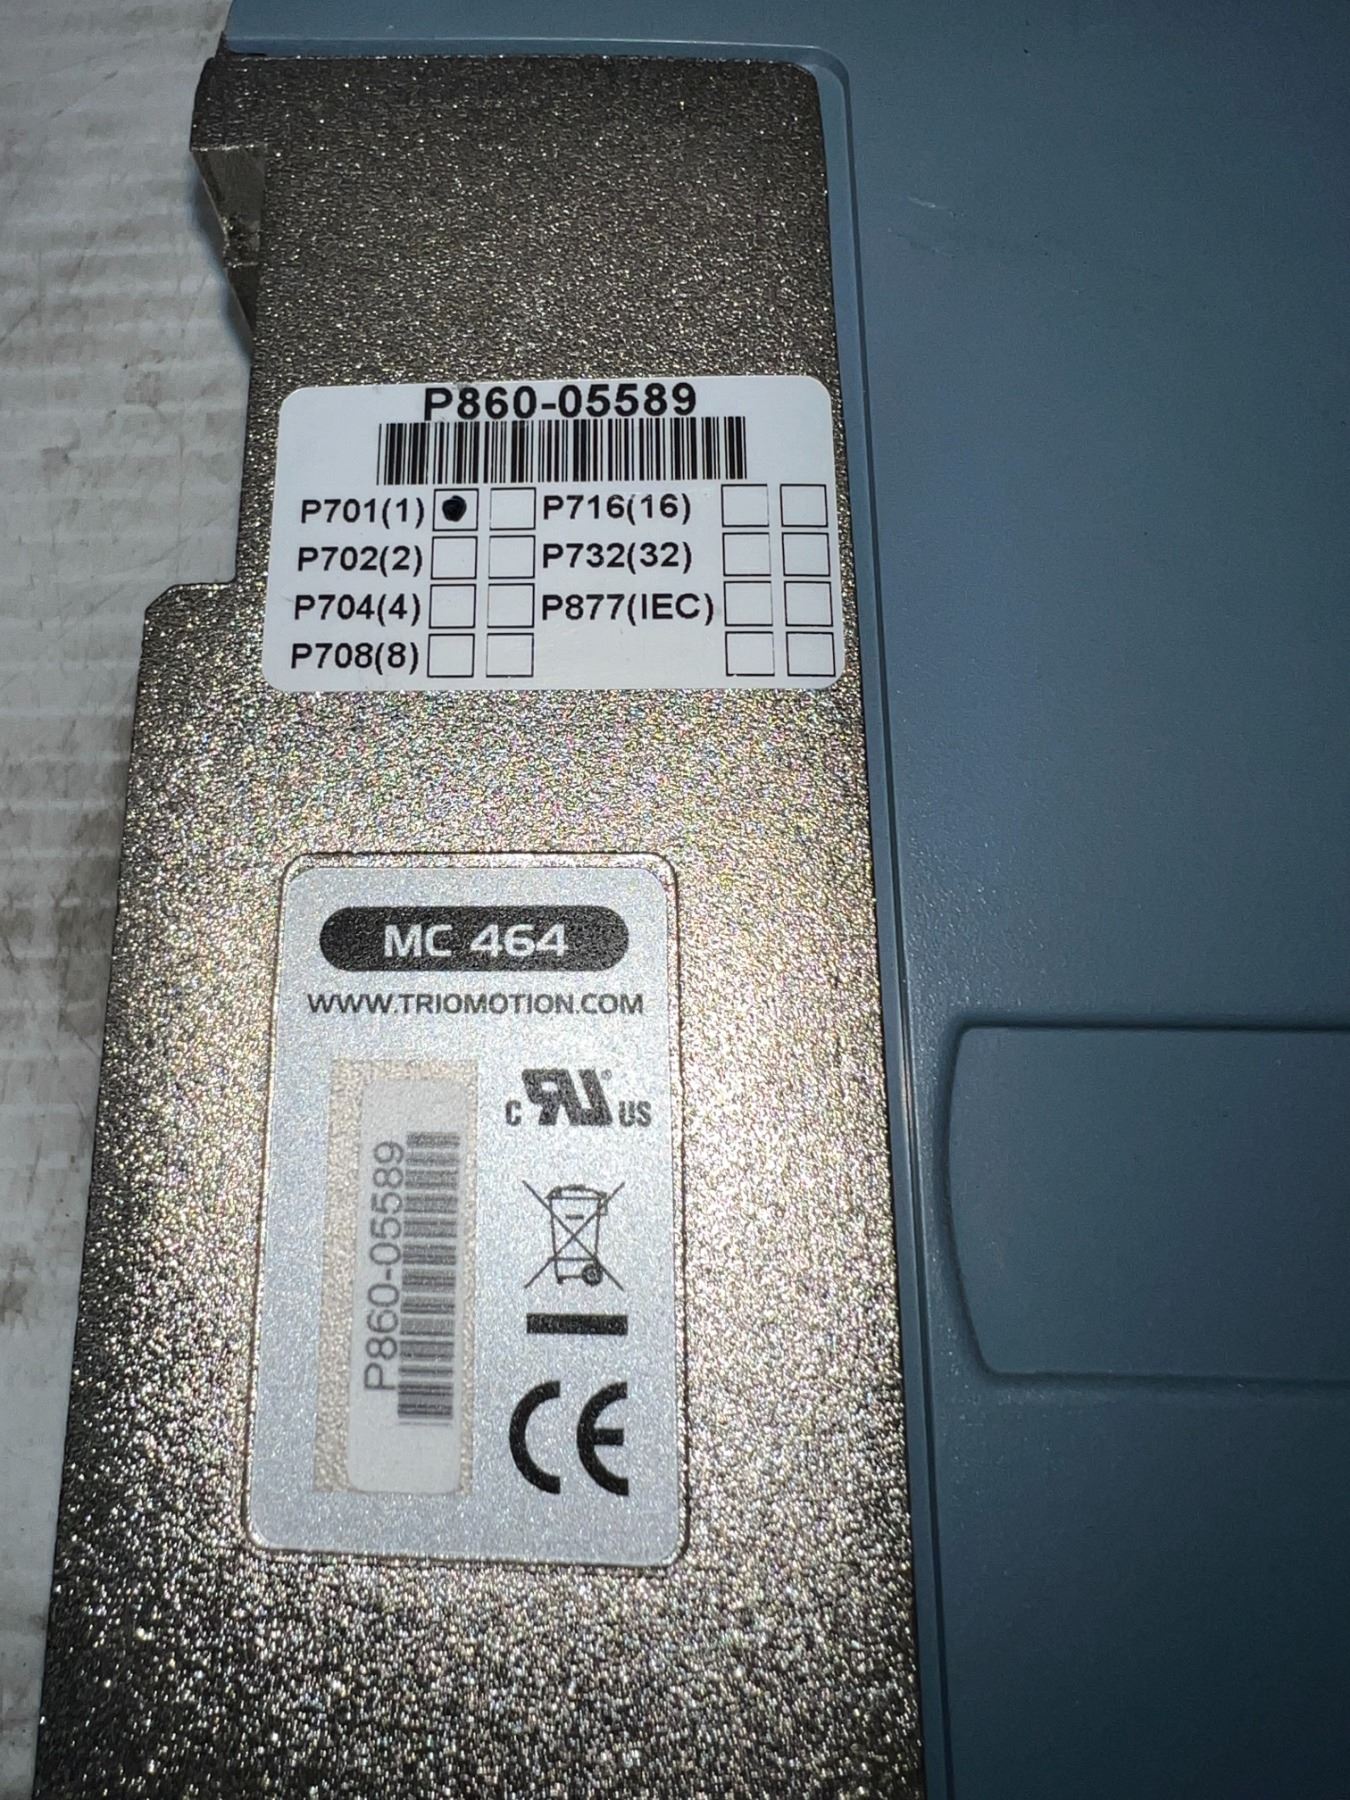 P860-05589
P701(1) P716(16)
P702(2) P732(32)
P704(4) P877(IEC)
P708(8)
MC 464
WWW.TRIOMOTION.COM
P860-05589
C RU® US
CE